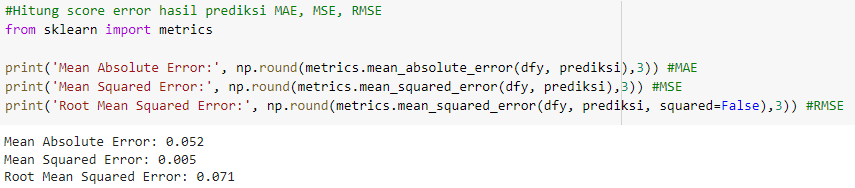 #Hitung score error hasil prediksi MAE, MSE, RMSE
from sklearn import metrics
print('Mean Absolute Error:', np.round(metrics.mean_absolute_error(dfy, prediksi),3)) #MAE
print('Mean Squared Error:', np.round(metrics.mean_squared_error(dfy, prediksi),3)) #MSE
print('Root Mean Squared Error:', np.round(metrics.mean_squared_error(dfy, prediksi, squared=False),3)) #RMSE
Mean Absolute Error: 0.052
Mean Squared Error: 0.005
Root Mean Squared Error: 0.071